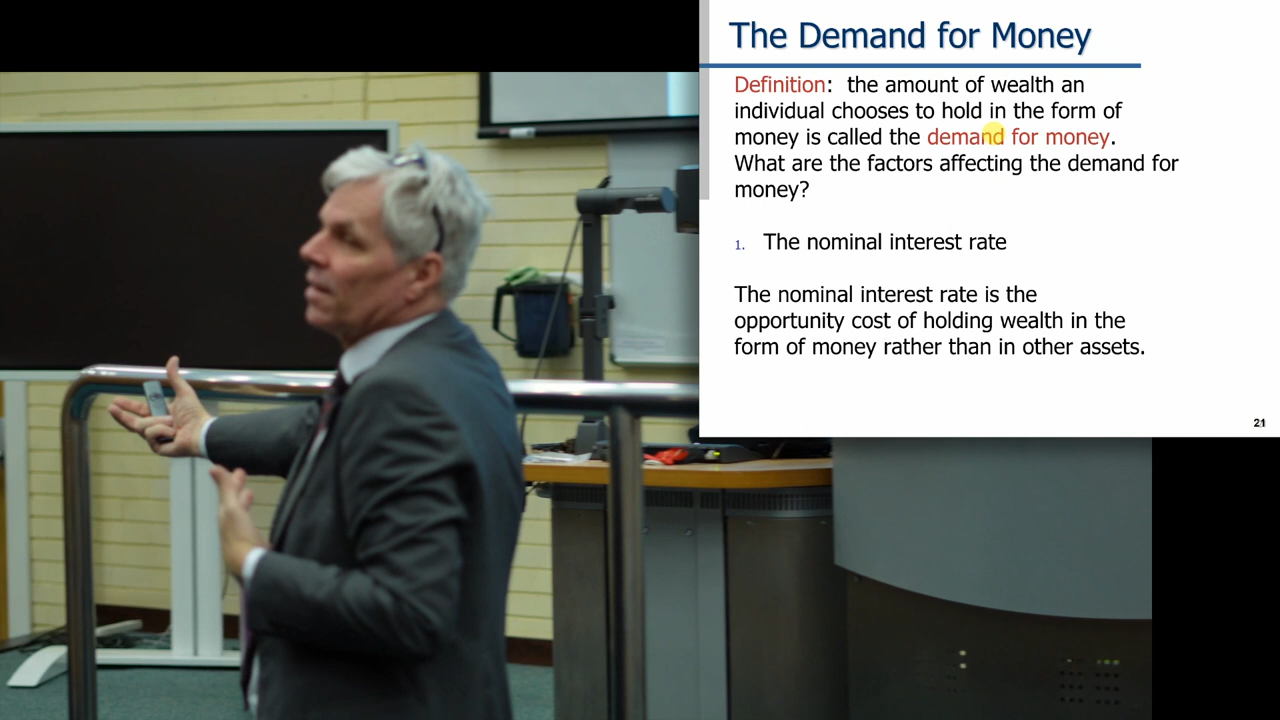 The Demand for Money
Definition: the amount of wealth an
individual chooses to hold in the form of
money is called the demand for money.
What are the factors affecting the demand for
money?
1. The nominal interest rate
The nominal interest rate is the
opportunity cost of holding wealth in the
form of money rather than in other assets.
21